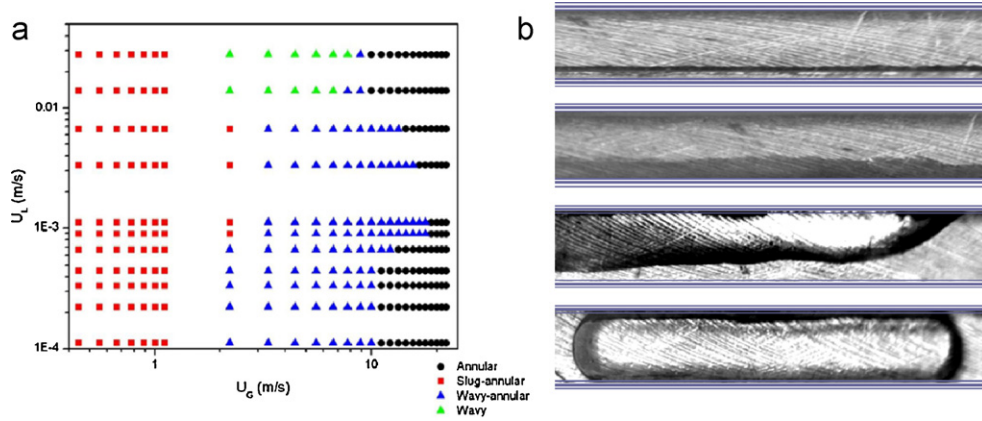 a
b
0.01
1E-3
1E-4
U_L (m/s)
1
10
U_G (m/s)
Annular
Slug-annular
Wavy-annular
Wavy